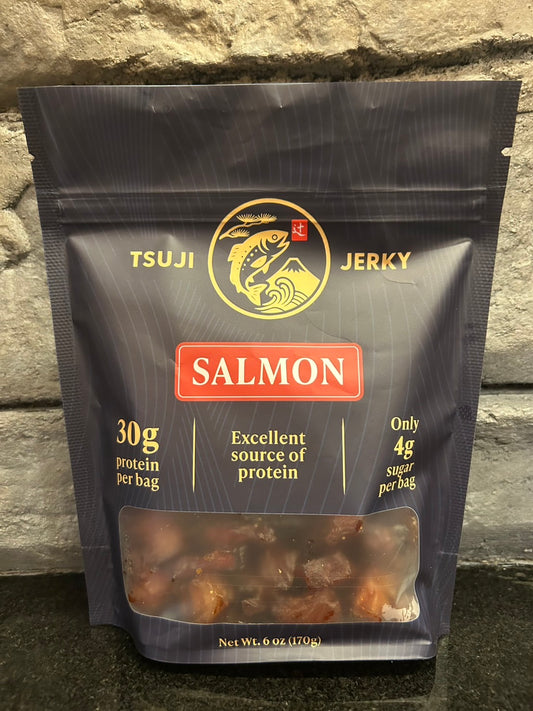 辻
TSUJI JERKY
SALMON
30g
protein
per bag
Excellent
source of
protein
Only
4g
sugar
per bag
Net Wt. 6 oz (170g)